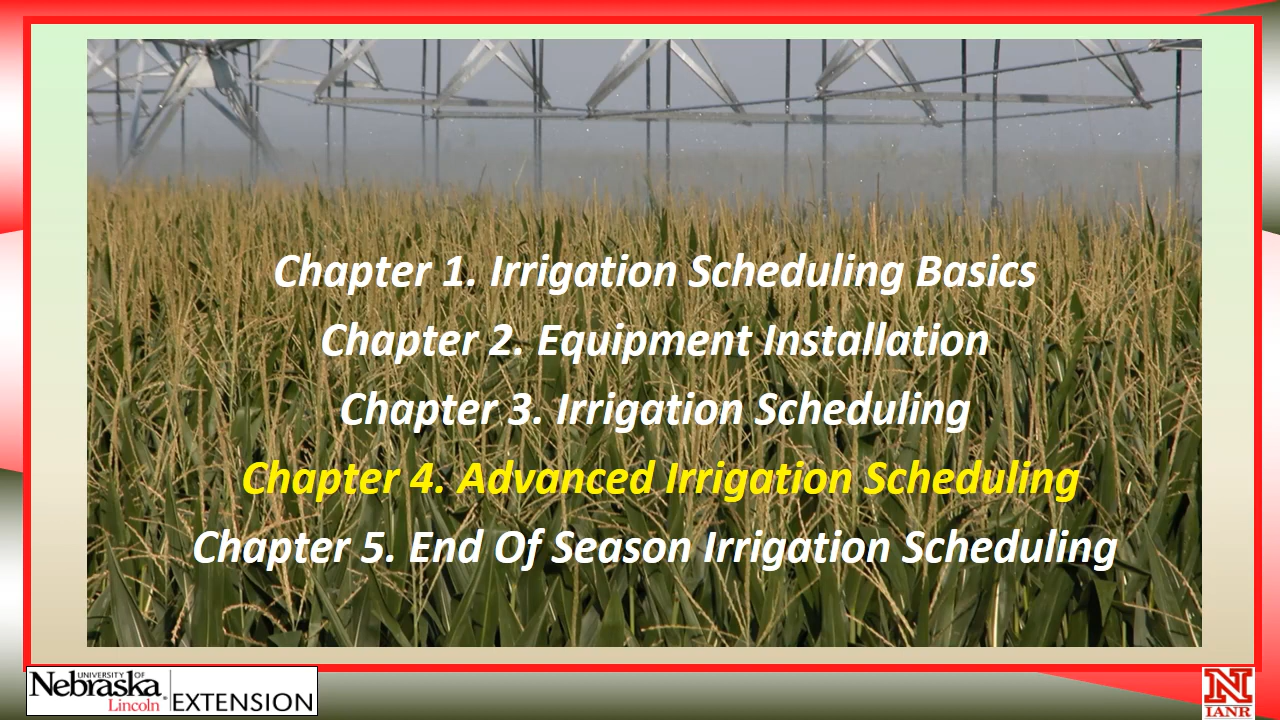 Chapter 1. Irrigation Scheduling Basics
Chapter 2. Equipment Installation
Chapter 3. Irrigation Scheduling
Chapter 4. Advanced Irrigation Scheduling
Chapter 5. End Of Season Irrigation Scheduling
UNIVERSITY OF
Nebraska
Lincoln
EXTENSION
N
IANR